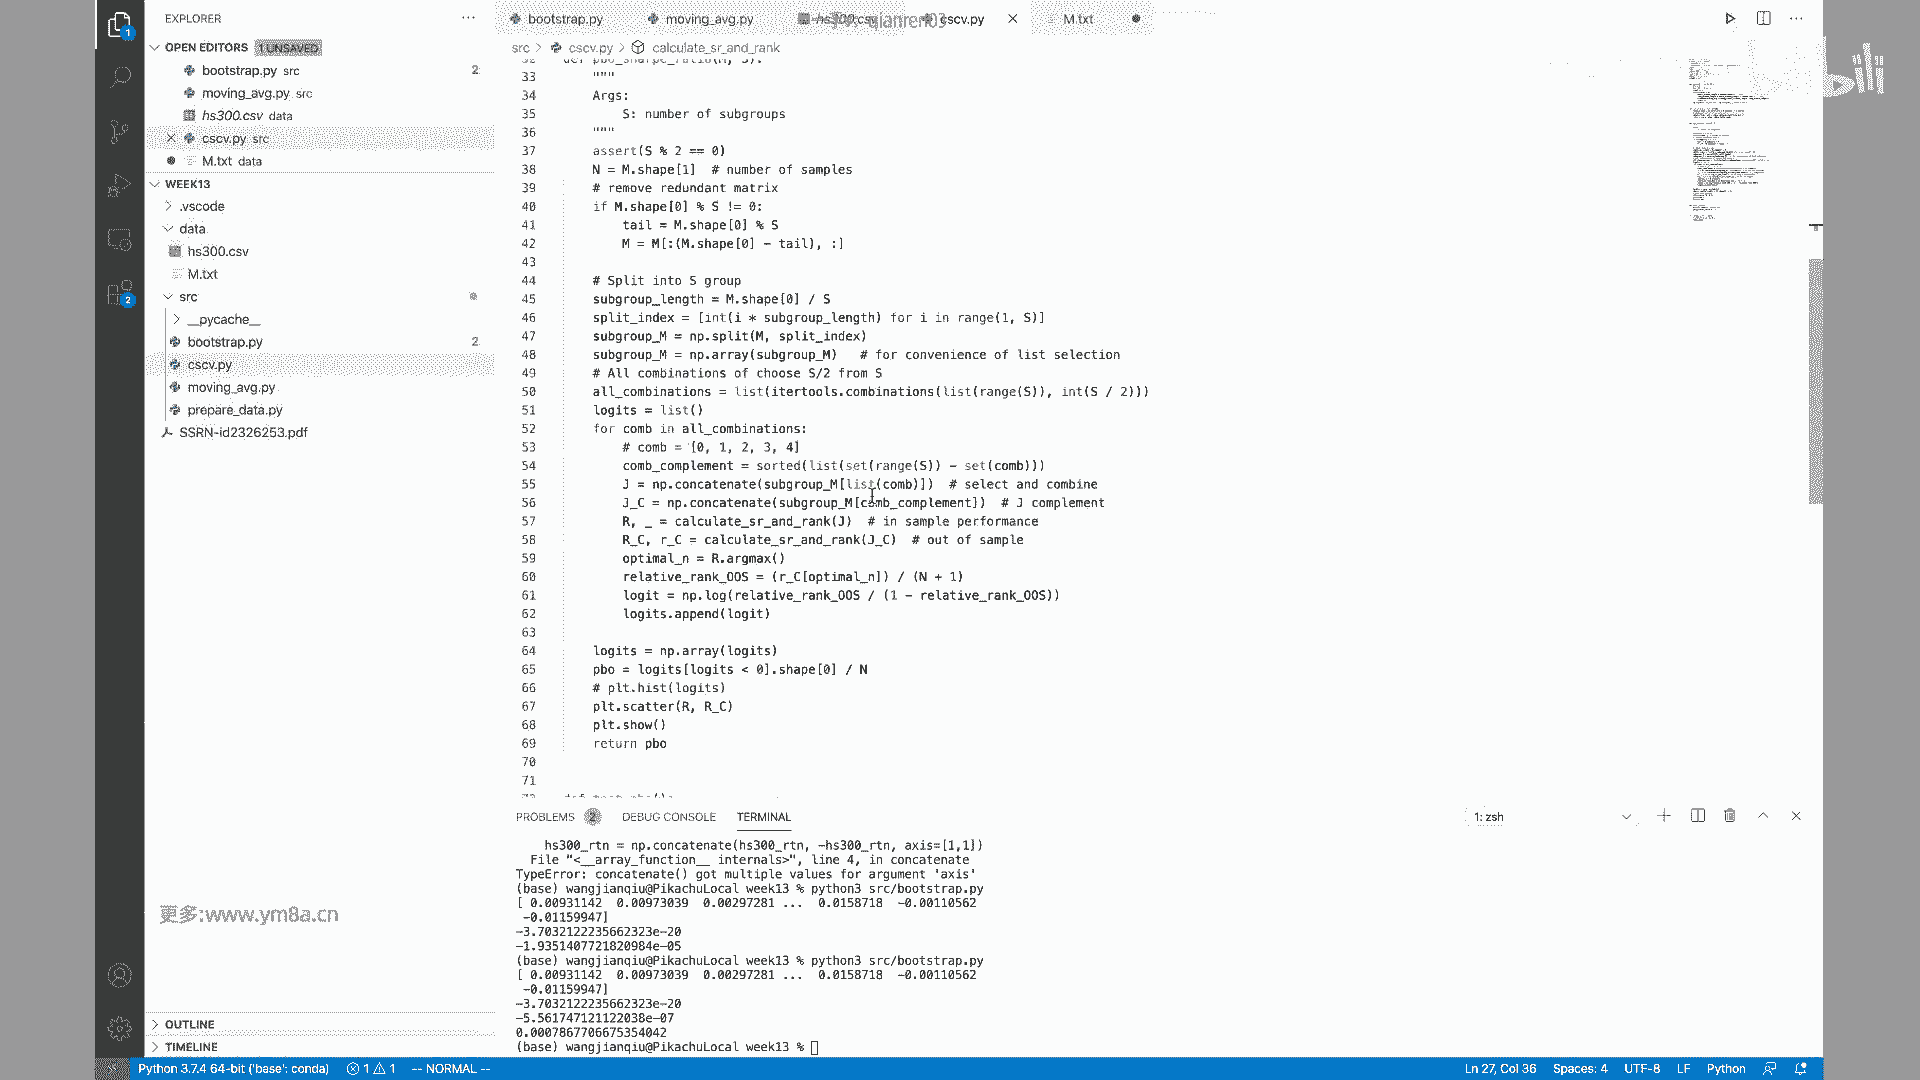 EXPLORER
bootstrap.py
moving_avg.py
hs300.csv
cscv.py
M.txt
OPEN EDITORS 1 UNSAVED
src > cscv.py > calculate_sr_and_rank
bootstrap.py src 2
moving_avg.py src
hs300.csv data
cscv.py src
M.txt data
WEEK13
.vscode
data
hs300.csv
M.txt
src
__pycache__
bootstrap.py 2
cscv.py
moving_avg.py
prepare_data.py
SSRN-id2326253.pdf
OUTLINE
TIMELINE
32 def pbo_sharpe_ratio(M, S):
33 """
34 Args:
35 S: number of subgroups
36 """
37 assert(S % 2 == 0)
38 N = M.shape[1]  # number of samples
39 # remove redundant matrix
40 if M.shape[0] % S != 0:
41 tail = M.shape[0] % S
42 M = M[:(M.shape[0] - tail), :]
43
44 # Split into S group
45 subgroup_length = M.shape[0] / S
46 split_index = [int(i * subgroup_length) for i in range(1, S)]
47 subgroup_M = np.split(M, split_index)
48 subgroup_M = np.array(subgroup_M)   # for convenience of list selection
49 # All combinations of choose S/2 from S
50 all_combinations = list(itertools.combinations(list(range(S)), int(S / 2)))
51 logits = list()
52 for comb in all_combinations:
53 # comb = [0, 1, 2, 3, 4]
54 comb_complement = sorted(list(set(range(S)) - set(comb)))
55 J = np.concatenate(subgroup_M[list(comb)])  # select and combine
56 J_C = np.concatenate(subgroup_M[comb_complement])  # J complement
57 R, _ = calculate_sr_and_rank(J)  # in sample performance
58 R_C, r_C = calculate_sr_and_rank(J_C)  # out of sample
59 optimal_n = R.argmax()
60 relative_rank_OOS = (r_C[optimal_n]) / (N + 1)
61 logit = np.log(relative_rank_OOS / (1 - relative_rank_OOS))
62 logits.append(logit)
63
64 logits = np.array(logits)
65 pbo = logits[logits < 0].shape[0] / N
66 # plt.hist(logits)
67 plt.scatter(R, R_C)
68 plt.show()
69 return pbo
70
71
PROBLEMS 2 DEBUG CONSOLE TERMINAL 1: zsh
hs300_rtn = np.concatenate(hs300_rtn, -hs300_rtn, axis=[1,1])
File "<__array_function__ internals>", line 4, in concatenate
TypeError: concatenate() got multiple values for argument 'axis'
(base) wangjianqiu@PikachuLocal week13 % python3 src/bootstrap.py
[ 0.00931142  0.00973039  0.00297281 ...  0.0158718  -0.00110562
-0.01159947]
-3.7032122235662323e-20
-1.9351407721820984e-05
(base) wangjianqiu@PikachuLocal week13 % python3 src/bootstrap.py
[ 0.00931142  0.00973039  0.00297281 ...  0.0158718  -0.00110562
-0.01159947]
-3.7032122235662323e-20
-5.561747121122038e-07
0.0007867706675354042
(base) wangjianqiu@PikachuLocal week13 %
更多:www.ym8a.cn
Python 3.7.4 64-bit ('base': conda) 1 1 -- NORMAL -- Ln 27, Col 36 Spaces: 4 UTF-8 LF Python